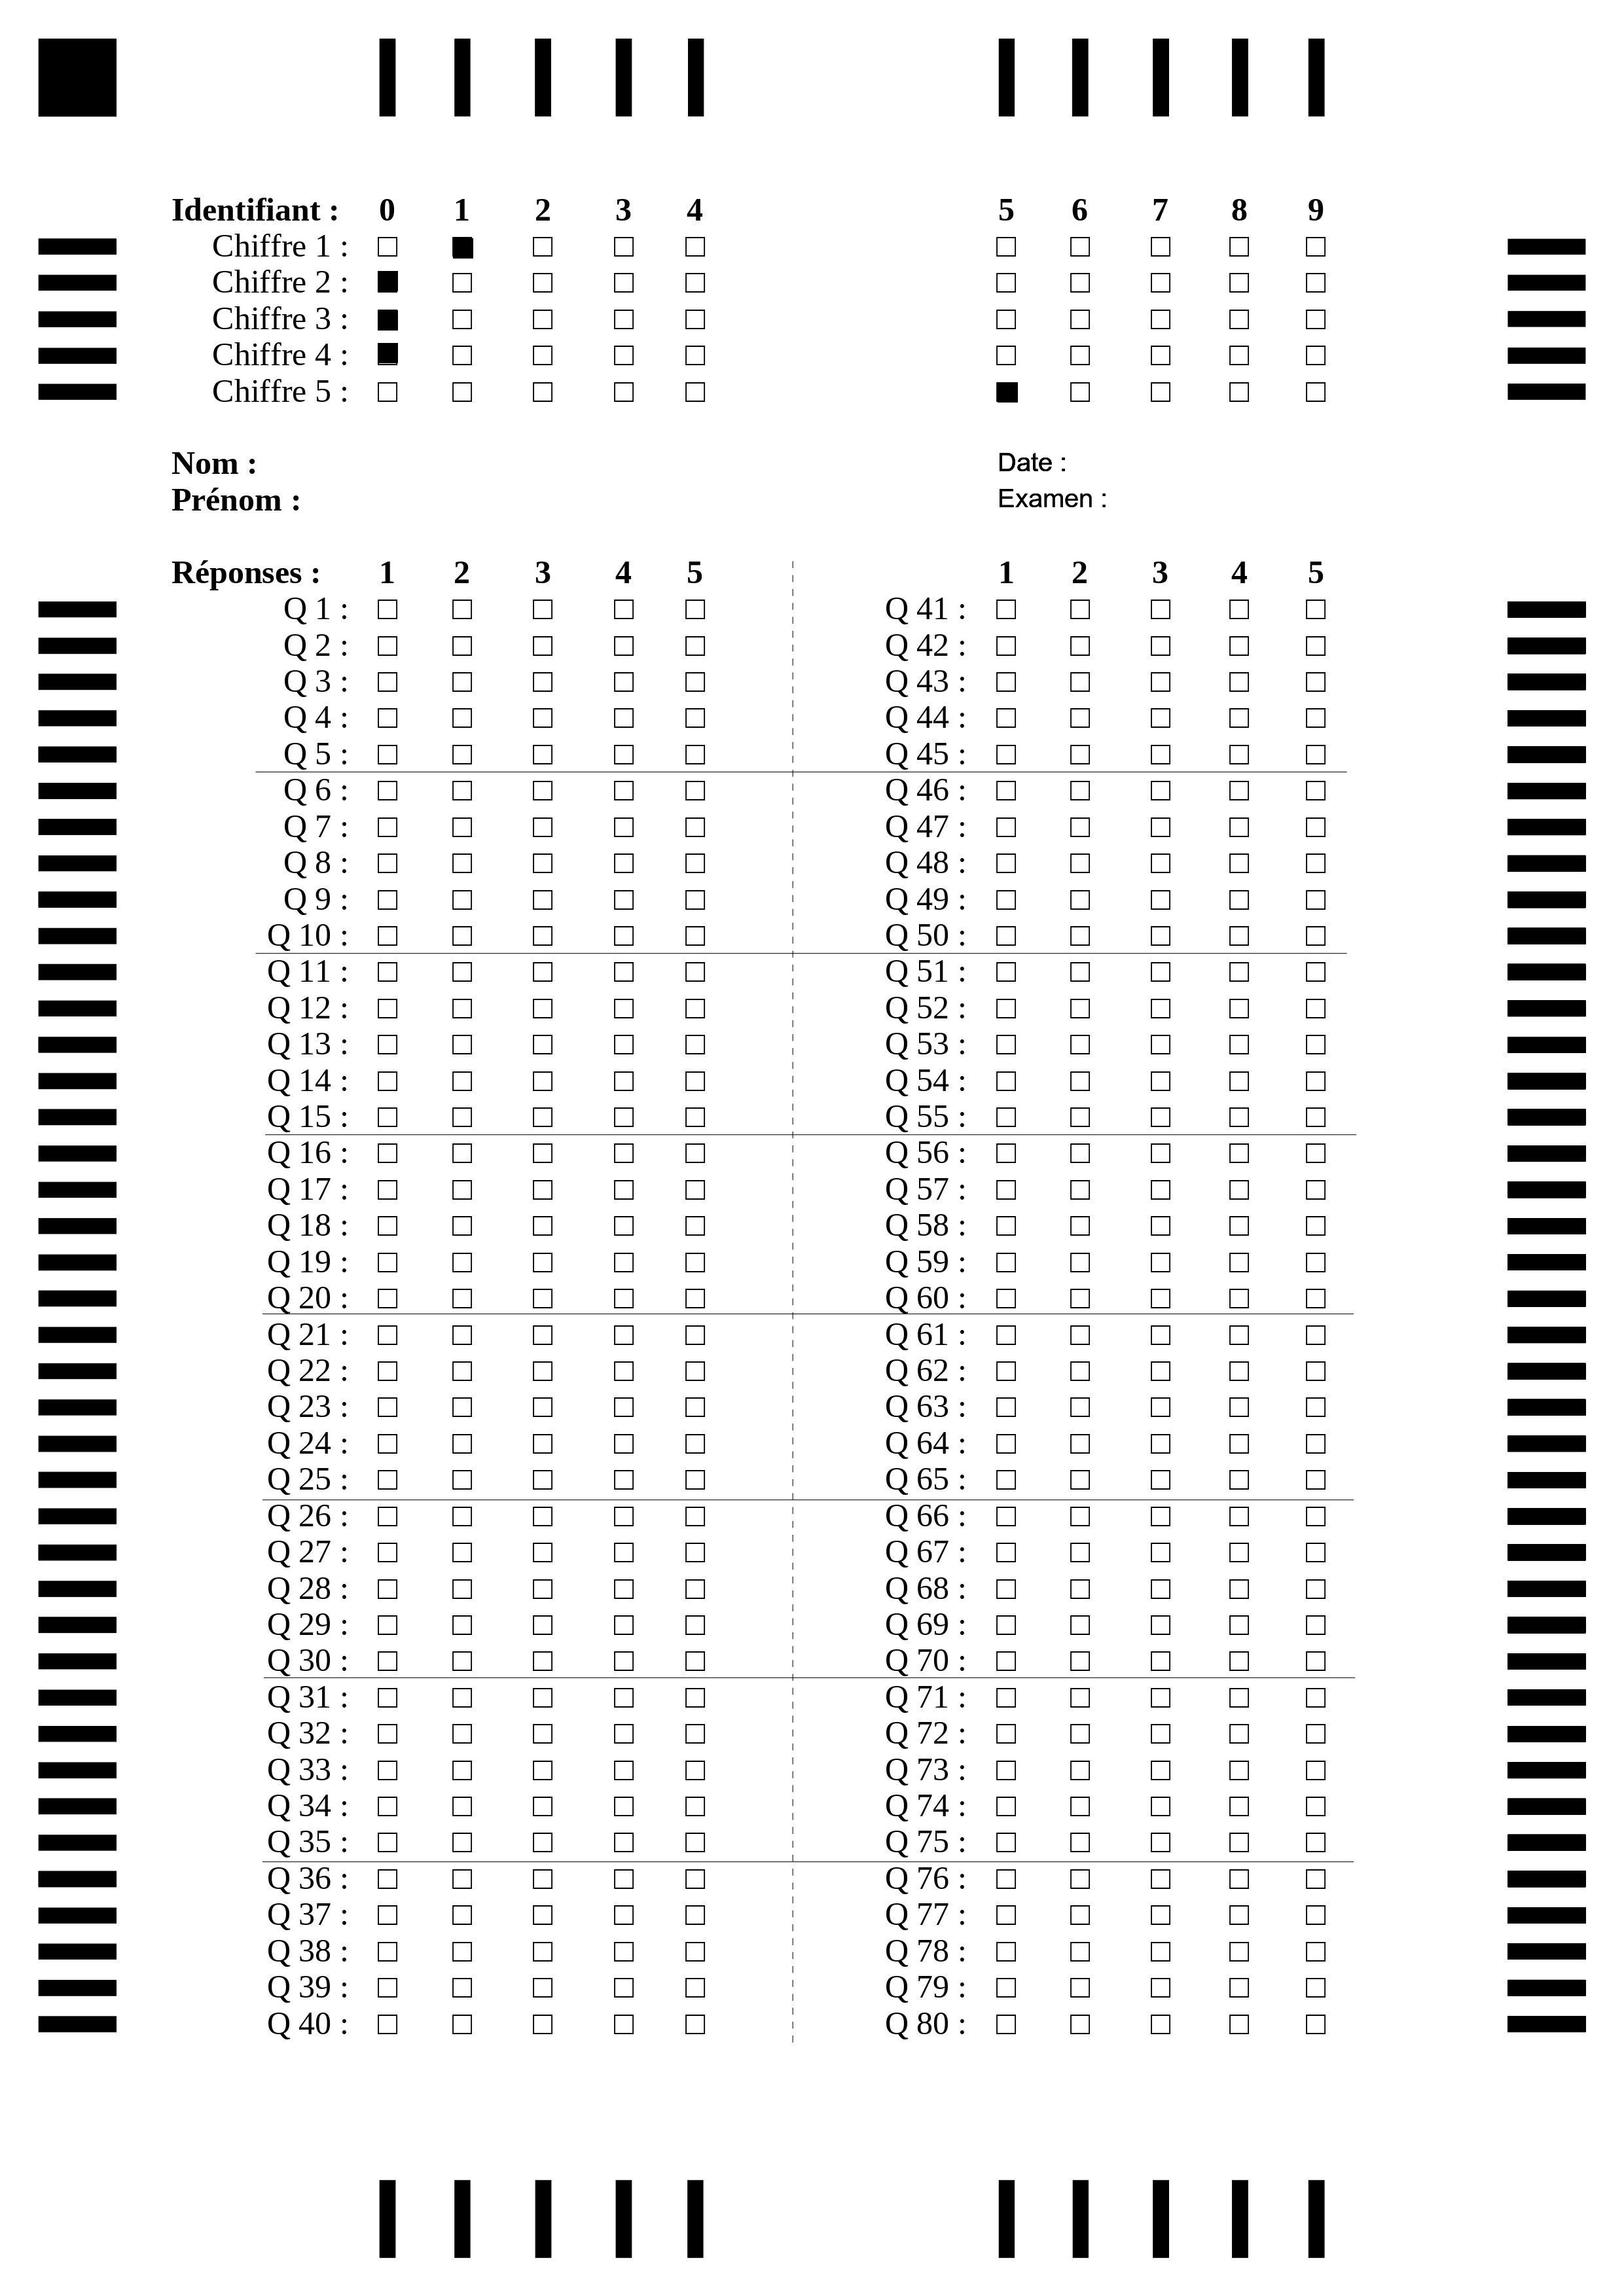 Identifiant : 0 1 2 3 4 5 6 7 8 9
Chiffre 1 :
Chiffre 2 :
Chiffre 3 :
Chiffre 4 :
Chiffre 5 :
Nom :
Date :
Prénom :
Examen :
Réponses : 1 2 3 4 5 1 2 3 4 5
Q 1 : Q 41 :
Q 2 : Q 42 :
Q 3 : Q 43 :
Q 4 : Q 44 :
Q 5 : Q 45 :
Q 6 : Q 46 :
Q 7 : Q 47 :
Q 8 : Q 48 :
Q 9 : Q 49 :
Q 10 : Q 50 :
Q 11 : Q 51 :
Q 12 : Q 52 :
Q 13 : Q 53 :
Q 14 : Q 54 :
Q 15 : Q 55 :
Q 16 : Q 56 :
Q 17 : Q 57 :
Q 18 : Q 58 :
Q 19 : Q 59 :
Q 20 : Q 60 :
Q 21 : Q 61 :
Q 22 : Q 62 :
Q 23 : Q 63 :
Q 24 : Q 64 :
Q 25 : Q 65 :
Q 26 : Q 66 :
Q 27 : Q 67 :
Q 28 : Q 68 :
Q 29 : Q 69 :
Q 30 : Q 70 :
Q 31 : Q 71 :
Q 32 : Q 72 :
Q 33 : Q 73 :
Q 34 : Q 74 :
Q 35 : Q 75 :
Q 36 : Q 76 :
Q 37 : Q 77 :
Q 38 : Q 78 :
Q 39 : Q 79 :
Q 40 : Q 80 :